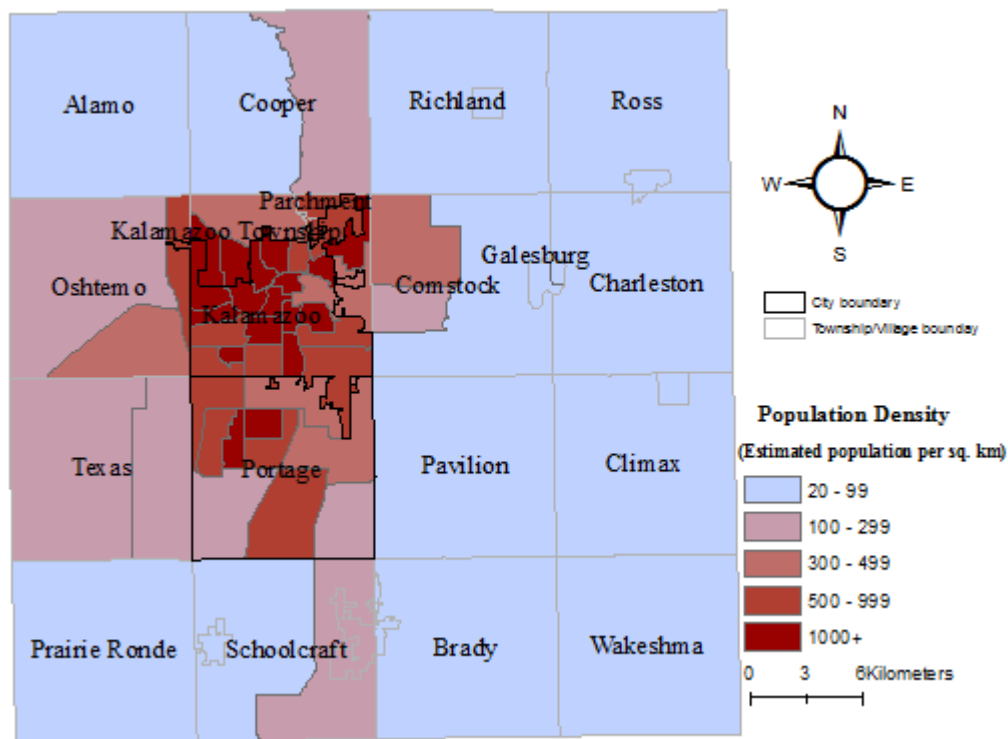 Alamo
Cooper
Richland
Ross
Parchment
Kalamazoo Township
Oshtemo
Kalamazoo
Comstock
Galesburg
Charleston
Texas
Portage
Pavilion
Climax
Prairie Ronde
Schoolcraft
Brady
Wakeshma
N
W
E
S
City boundary
Township/Village bounday
Population Density
(Estimated population per sq. km)
20 - 99
100 - 299
300 - 499
500 - 999
1000+
0 3 6Kilometers